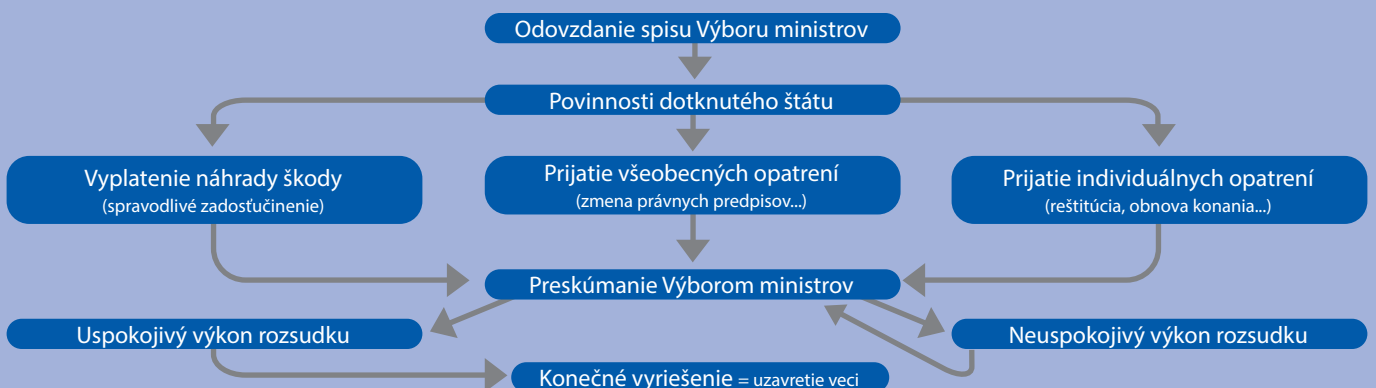 Odovzdanie spisu Výboru ministrov
Povinnosti dotknutého štátu
Vyplatenie náhrady škody
(spravodlivé zadosťučinenie)
Prijatie všeobecných opatrení
(zmena právnych predpisov...)
Prijatie individuálnych opatrení
(reštitúcia, obnova konania...)
Preskúmanie Výborom ministrov
Uspokojivý výkon rozsudku
Neuspokojivý výkon rozsudku
Konečné vyriešenie = uzavretie veci